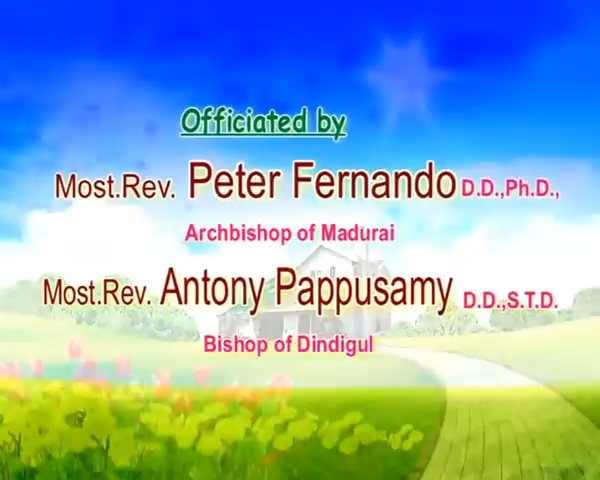 Officiated by
Most.Rev. Peter Fernando D.D.,Ph.D.,
Archbishop of Madurai
Most.Rev. Antony Pappusamy D.D.,S.T.D.
Bishop of Dindigul